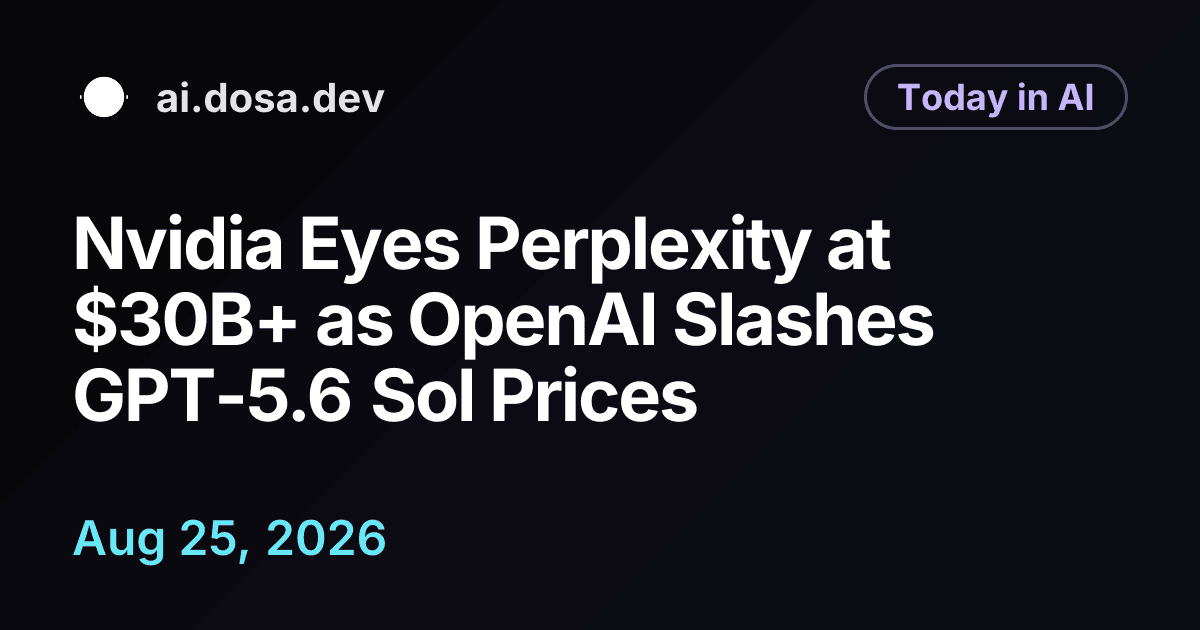 ai.dosa.dev
Today in AI
Nvidia Eyes Perplexity at
$30B+ as OpenAI Slashes
GPT-5.6 Sol Prices
Aug 25, 2026